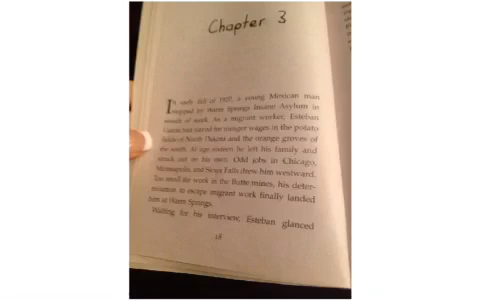 Chapter 3
In early fall of 1907, a young Mexican man
stopped by Warm Springs Insane Asylum in
search of work. As a migrant worker, Esteban
had slaved for meager wages in the potato
fields of North Dakota and the orange groves of
the south. At age sixteen he left his family and
struck out on his own. Odd jobs in Chicago,
Minneapolis, and Sioux Falls drew him westward.
Too small for work in the Butte mines, his deter-
mination to escape migrant work finally landed
him at Warm Springs.
Waiting for his interview, Esteban glanced
18